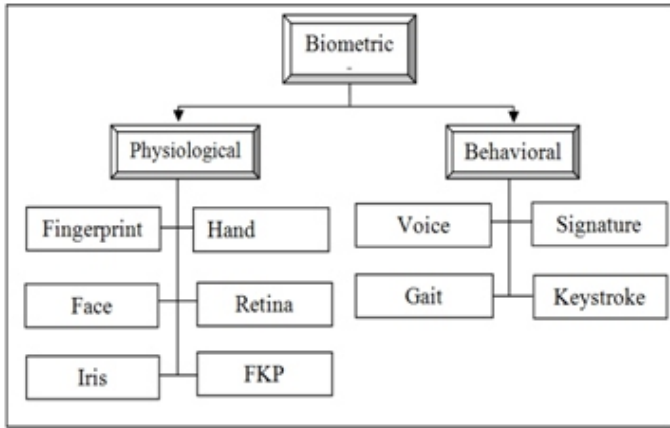 Biometric
-
Physiological
Behavioral
Fingerprint
Hand
Voice
Signature
Face
Retina
Gait
Keystroke
Iris
FKP